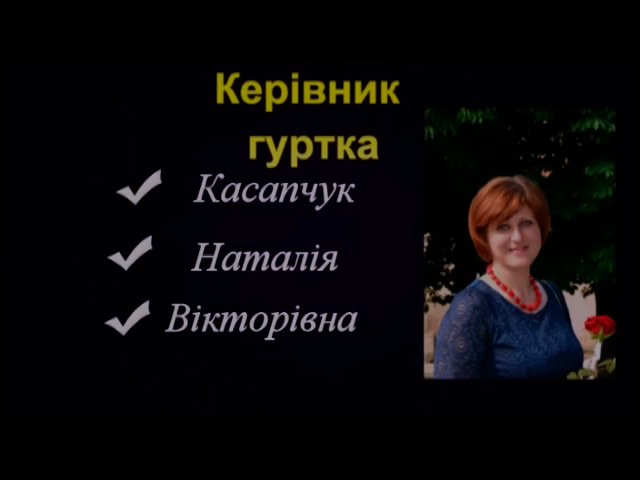 Керівник
гуртка
Касапчук
Наталія
Вікторівна